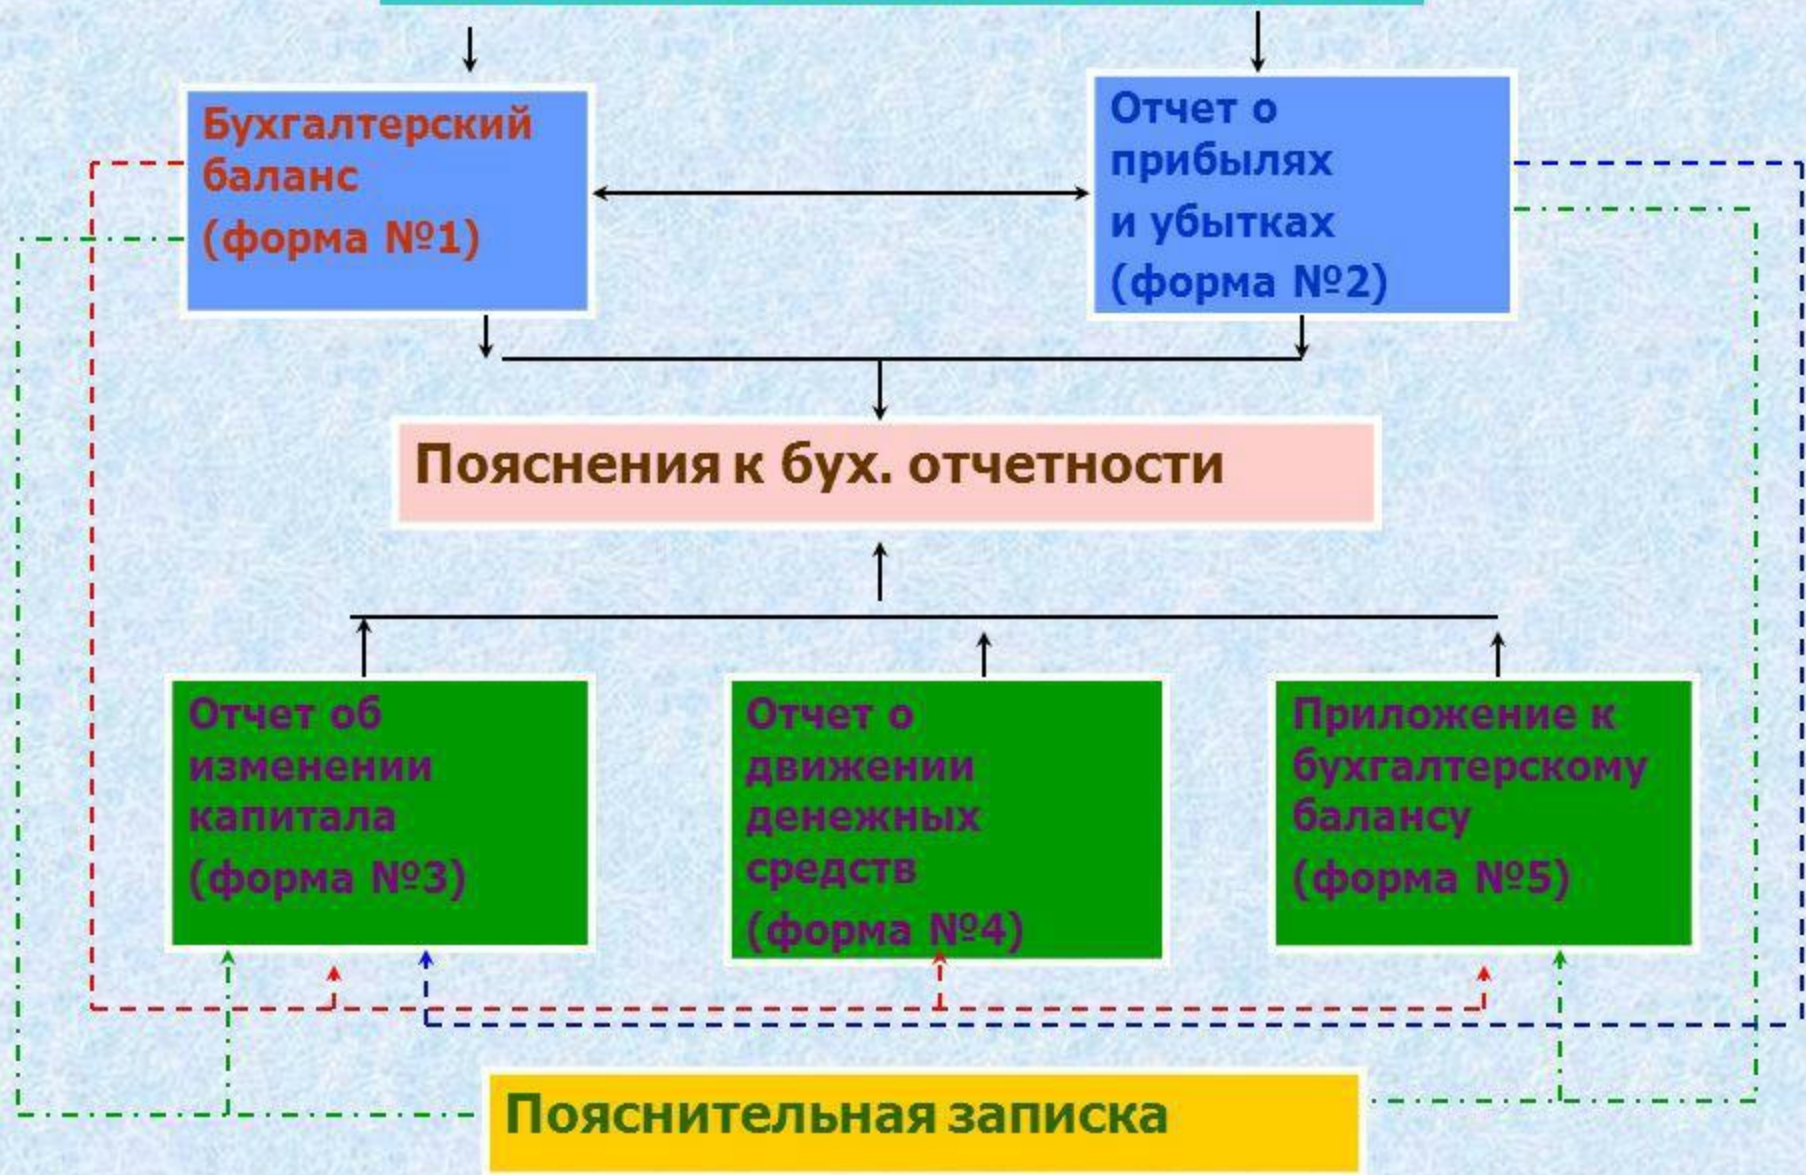 Бухгалтерский
баланс
(форма №1)
Отчет о
прибылях
и убытках
(форма №2)
Пояснения к бух. отчетности
Отчет об
изменении
капитала
(форма №3)
Отчет о
движении
денежных
средств
(форма №4)
Приложение к
бухгалтерскому
балансу
(форма №5)
Пояснительная записка